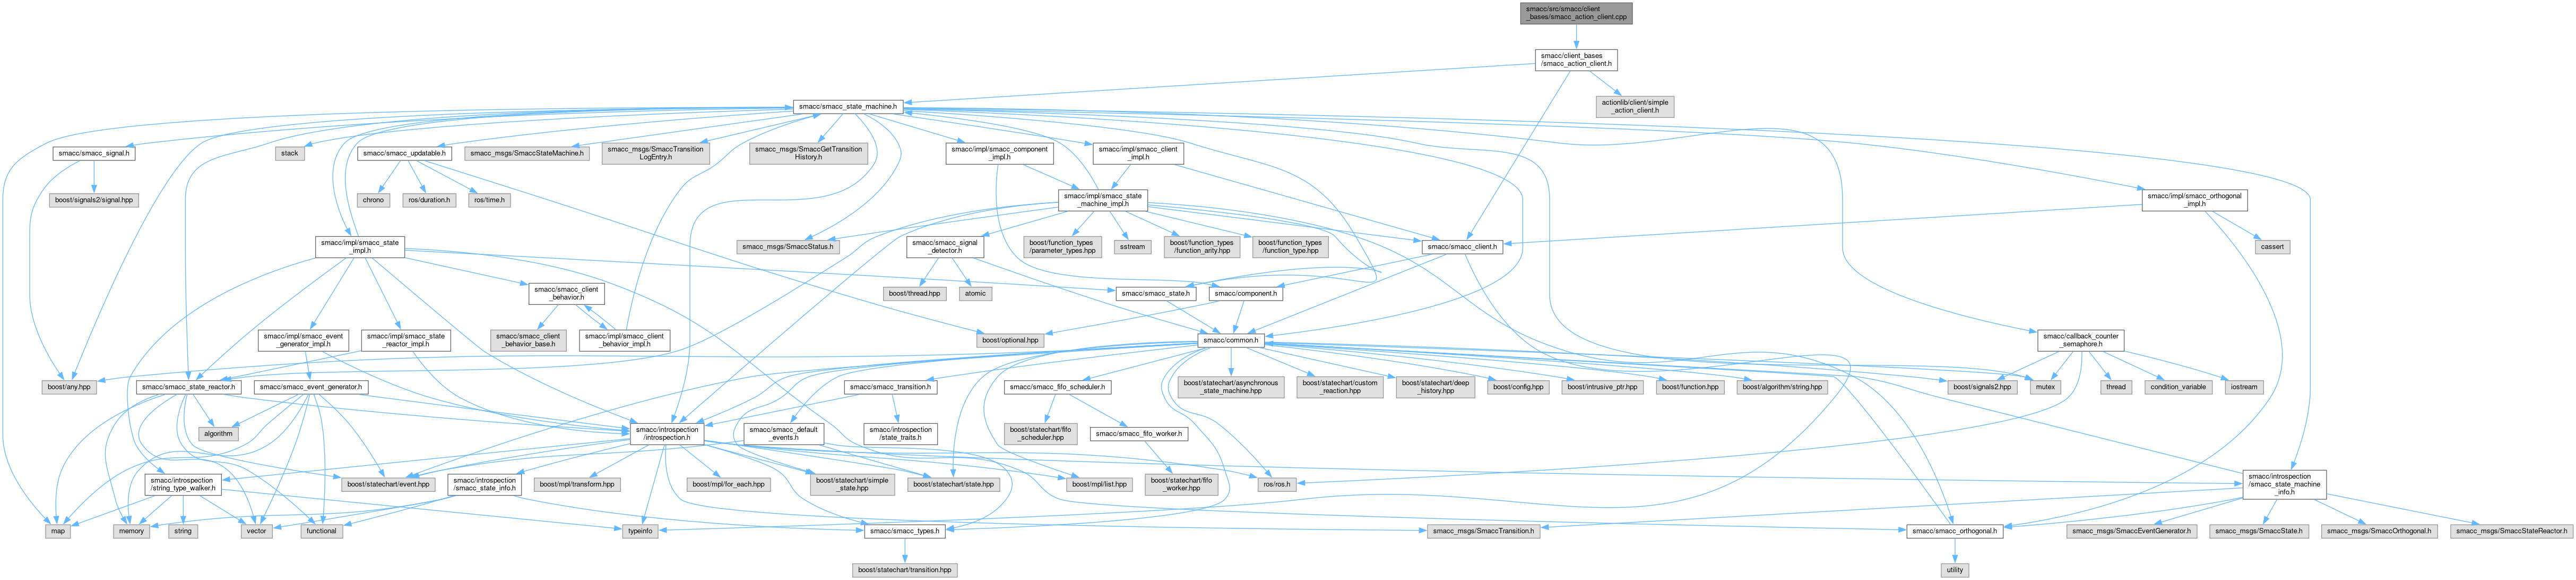 smacc/src/smacc/client
_bases/smacc_action_client.cpp
smacc/client_bases
/smacc_action_client.h
smacc/smacc_state_machine.h
actionlib/client/simple
_action_client.h
smacc/smacc_signal.h
stack
smacc/smacc_updatable.h
smacc_msgs/SmaccStateMachine.h
smacc_msgs/SmaccTransition
LogEntry.h
smacc_msgs/SmaccGetTransition
History.h
smacc/impl/smacc_component
_impl.h
smacc/impl/smacc_client
_impl.h
boost/signals2/signal.hpp
chrono
ros/duration.h
ros/time.h
smacc/impl/smacc_state
_machine_impl.h
smacc/impl/smacc_orthogonal
_impl.h
smacc/impl/smacc_state
_impl.h
smacc_msgs/SmaccStatus.h
smacc/smacc_signal
_detector.h
boost/function_types
/parameter_types.hpp
sstream
boost/function_types
/function_arity.hpp
boost/function_types
/function_type.hpp
smacc/smacc_client.h
cassert
smacc/smacc_client
_behavior.h
boost/thread.hpp
atomic
smacc/smacc_state.h
smacc/component.h
smacc/impl/smacc_event
_generator_impl.h
smacc/impl/smacc_state
_reactor_impl.h
smacc/smacc_client
_behavior_base.h
smacc/impl/smacc_client
_behavior_impl.h
boost/optional.hpp
smacc/common.h
smacc/callback_counter
_semaphore.h
boost/any.hpp
smacc/smacc_state_reactor.h
smacc/smacc_event_generator.h
smacc/smacc_transition.h
smacc/smacc_fifo_scheduler.h
boost/statechart/asynchronous
_state_machine.hpp
boost/statechart/custom
_reaction.hpp
boost/statechart/deep
_history.hpp
boost/config.hpp
boost/intrusive_ptr.hpp
boost/function.hpp
boost/algorithm/string.hpp
boost/signals2.hpp
mutex
thread
condition_variable
iostream
algorithm
smacc/introspection
/introspection.h
smacc/smacc_default
_events.h
smacc/introspection
/state_traits.h
boost/statechart/fifo
_scheduler.hpp
smacc/smacc_fifo_worker.h
smacc/introspection
/string_type_walker.h
boost/statechart/event.hpp
smacc/introspection
/smacc_state_info.h
boost/mpl/transform.hpp
boost/mpl/for_each.hpp
boost/statechart/simple
_state.hpp
boost/statechart/state.hpp
boost/mpl/list.hpp
boost/statechart/fifo
_worker.hpp
ros/ros.h
smacc/introspection
/smacc_state_machine
_info.h
map
memory
string
vector
functional
typeinfo
smacc/smacc_types.h
smacc_msgs/SmaccTransition.h
smacc/smacc_orthogonal.h
smacc_msgs/SmaccEventGenerator.h
smacc_msgs/SmaccState.h
smacc_msgs/SmaccOrthogonal.h
smacc_msgs/SmaccStateReactor.h
boost/statechart/transition.hpp
utility